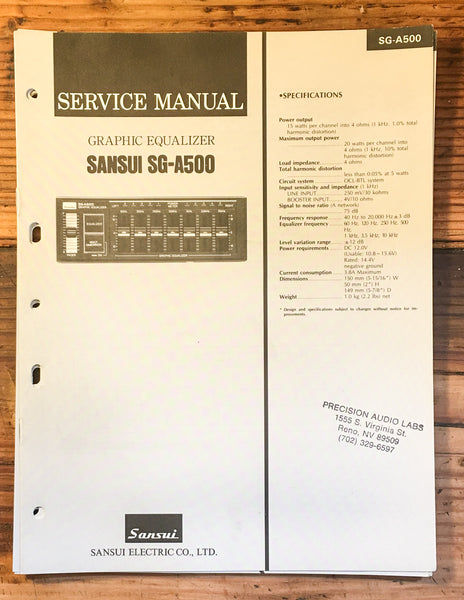 SG-A500
SERVICE MANUAL
GRAPHIC EQUALIZER
SANSUI SG-A500
GRAPHIC EQUALIZER
•SPECIFICATIONS
Power output
15 watts per channel into 4 ohms (1 kHz, 1.0% total
harmonic distortion)
Maximum output power
20 watts per channel into
4 ohms (1 kHz, 10% total
harmonic distortion)
Load impedance 4 ohms
Total harmonic distortion
less than 0.05% at 5 watts
Circuit system OCL-BTL system
Input sensitivity and impedance (1 kHz)
LINE INPUT 250 mV/30 kohms
BOOSTER INPUT 4V/10 ohms
Signal to noise ratio (A network)
75 dB
Frequency response 40 Hz to 20,000 Hz ± 3 dB
Equalizer frequency 60 Hz, 120 Hz, 250 Hz, 500
Hz
1 kHz, 3.5 kHz, 10 kHz
Level variation range ± 12 dB
Power requirements DC 12.0V
(Usable: 10.8 ~ 15.6V)
Rated: 14.4V
negative ground
Current consumption 3.8A Maximum
Dimensions 150 mm (5-15/16") W
50 mm (2") H
149 mm (5-7/8") D
Weight 1.0 kg (2.2 lbs) net
* Design and specifications subject to changes without notice for im-
provements.
PRECISION AUDIO LABS
1555 S. Virginia St.
Reno, NV 89509
(702) 329-6597
Sansui
SANSUI ELECTRIC CO., LTD.